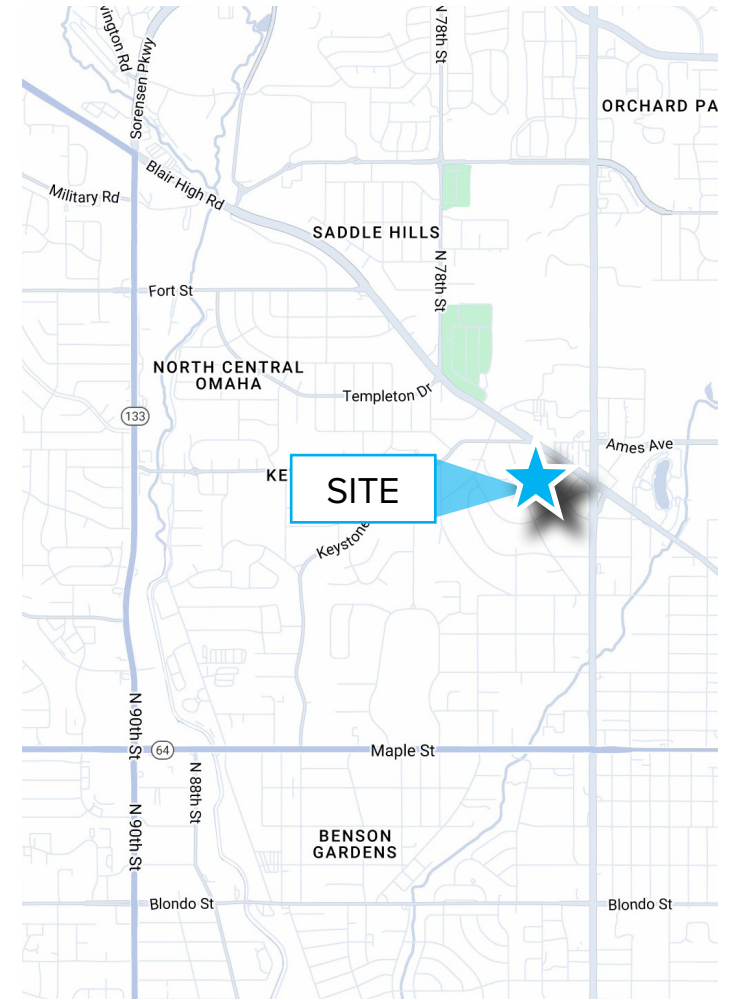 vington Rd
Sorensen Pkwy
N 78th St
ORCHARD PA
Blair High Rd
Military Rd
SADDLE HILLS
N 78th St
Fort St
NORTH CENTRAL
OMAHA
Templeton Dr
133
Ames Ave
KE
SITE
Keystone
N 90th St
64
Maple St
N 88th St
N 90th St
BENSON
GARDENS
Blondo St
Blondo St